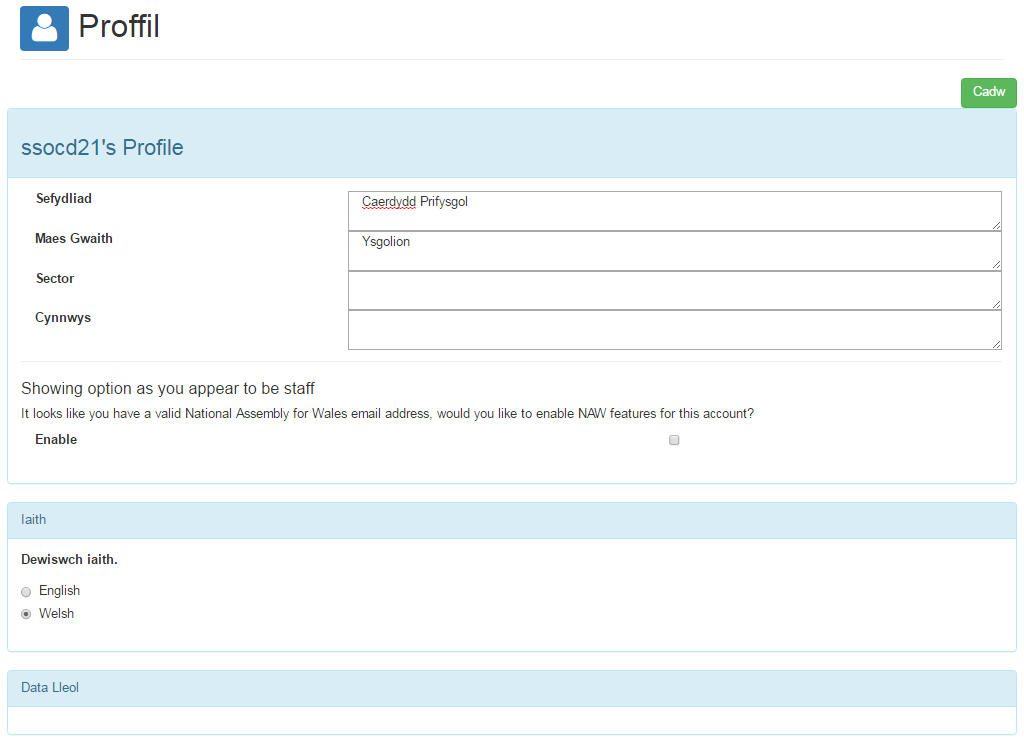 Proffil
Cadw
ssocd21's Profile
Sefydliad
Caerdydd Prifysgol
Maes Gwaith
Ysgolion
Sector
Cynnwys
Showing option as you appear to be staff
It looks like you have a valid National Assembly for Wales email address, would you like to enable NAW features for this account?
Enable
Iaith
Dewiswch iaith.
English
Welsh
Data Lleol